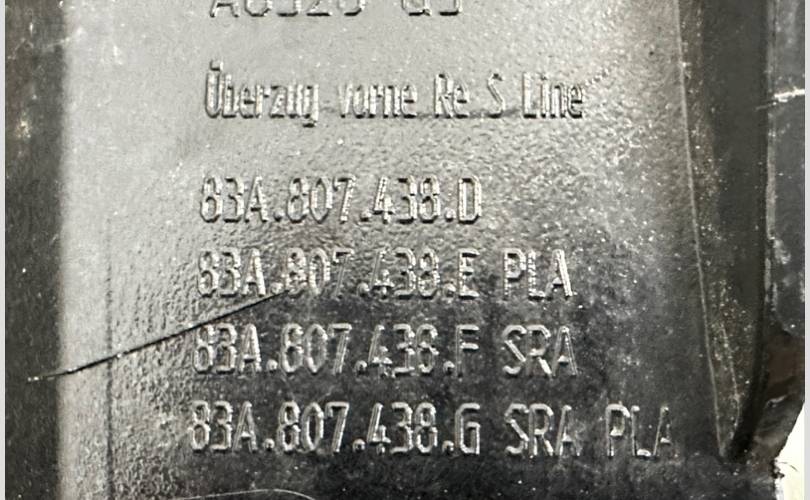 Überzug vorne Re S Line
83A.807.438.D
83A.807.438.E PLA
83A.807.438.F SRA
83A.807.438.G SRA PLA